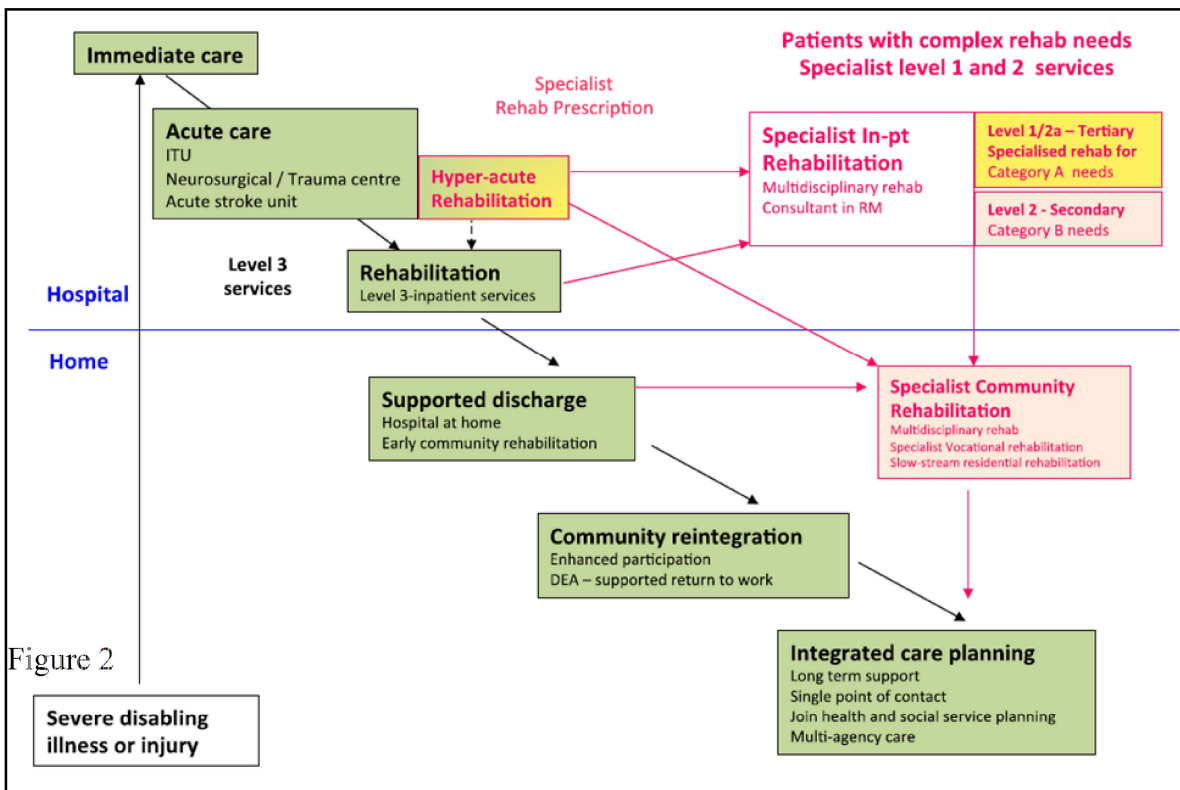 Immediate care
Patients with complex rehab needs
Specialist level 1 and 2 services
Specialist
Rehab Prescription
Acute care
ITU
Neurosurgical / Trauma centre
Acute stroke unit
Hyper-acute
Rehabilitation
Specialist In-pt
Rehabilitation
Multidisciplinary rehab
Consultant in RM
Level 1/2a – Tertiary
Specialised rehab for
Category A needs
Level 2 - Secondary
Category B needs
Level 3
services
Rehabilitation
Level 3-inpatient services
Hospital
Home
Supported discharge
Hospital at home
Early community rehabilitation
Specialist Community
Rehabilitation
Multidisciplinary rehab
Specialist Vocational rehabilitation
Slow-stream residential rehabilitation
Community reintegration
Enhanced participation
DEA – supported return to work
Figure 2
Integrated care planning
Long term support
Single point of contact
Join health and social service planning
Multi-agency care
Severe disabling
illness or injury